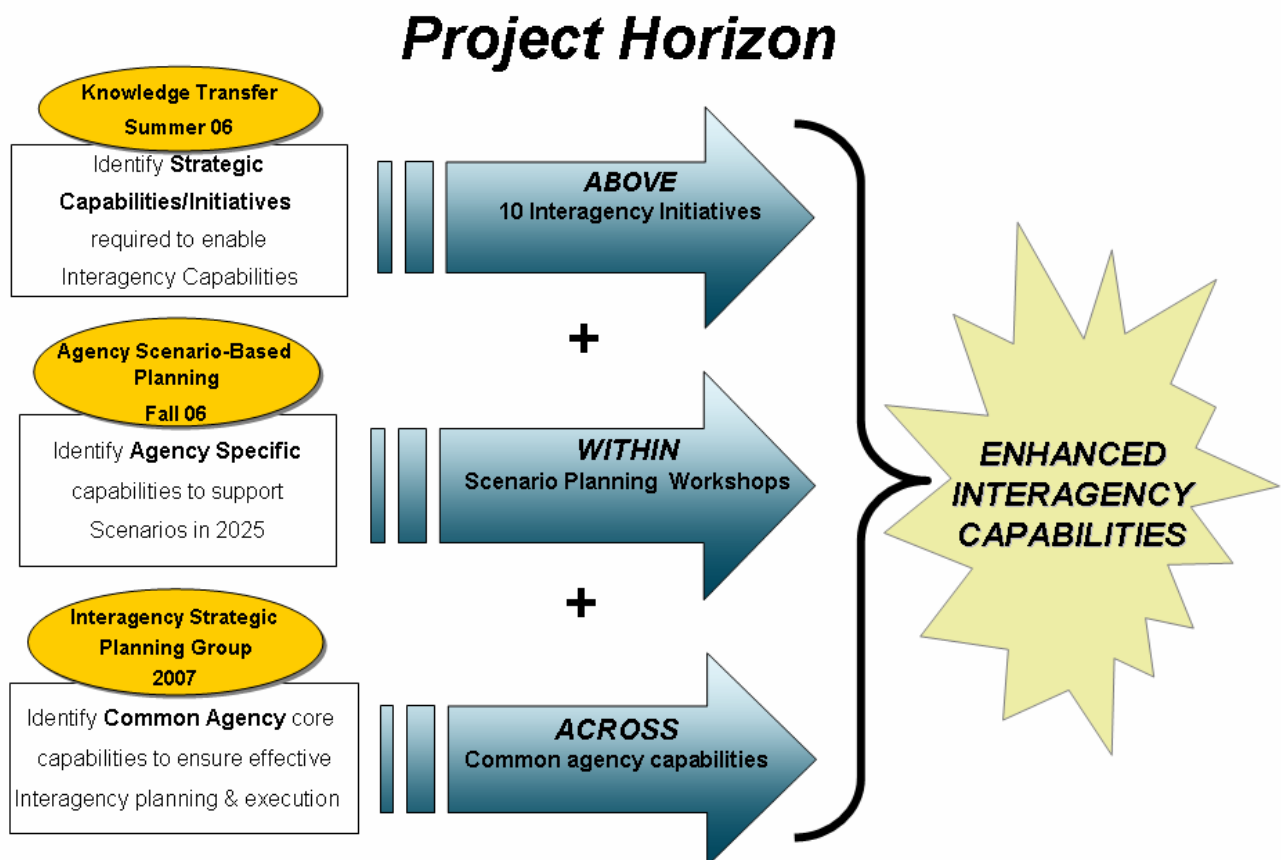 Project Horizon
Knowledge Transfer
Summer 06
Identify Strategic
Capabilities/Initiatives
required to enable
Interagency Capabilities
ABOVE
10 Interagency Initiatives
+
Agency Scenario-Based
Planning
Fall 06
Identify Agency Specific
capabilities to support
Scenarios in 2025
WITHIN
Scenario Planning Workshops
+
Interagency Strategic
Planning Group
2007
Identify Common Agency core
capabilities to ensure effective
Interagency planning & execution
ACROSS
Common agency capabilities
ENHANCED
INTERAGENCY
CAPABILITIES